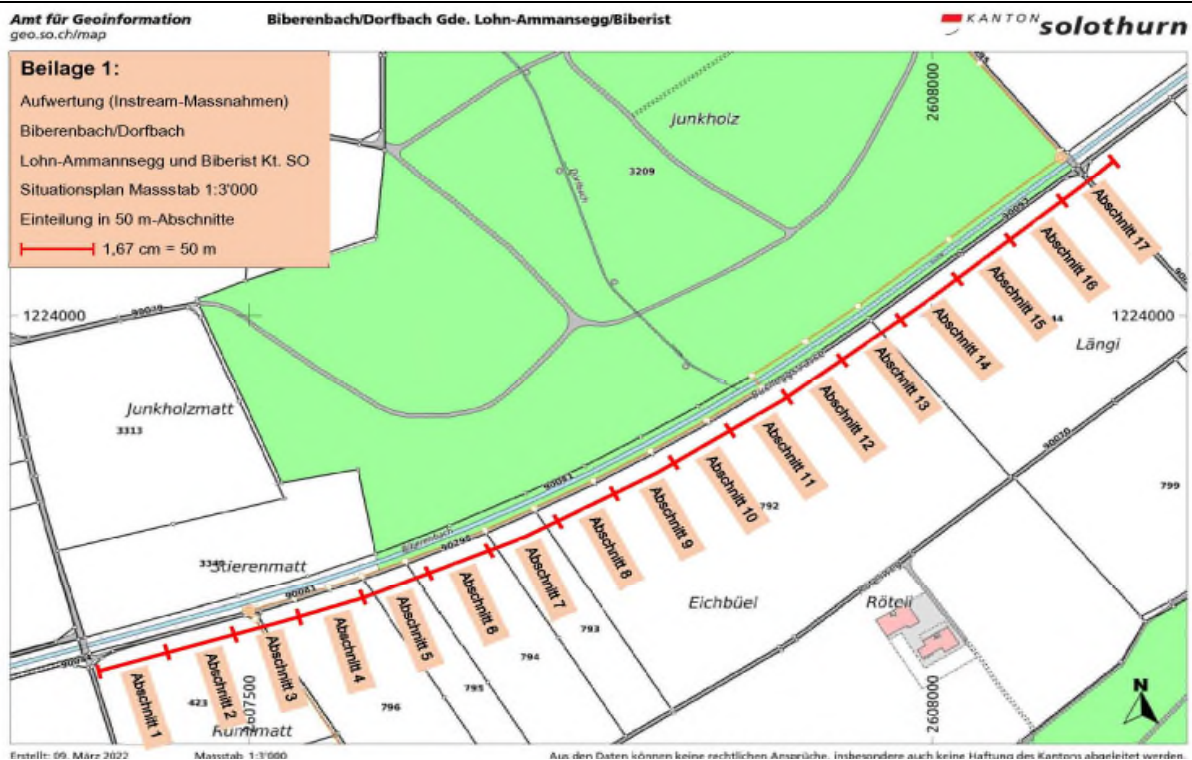 Amt für Geoinformation
geo.so.ch/map
Biberenbach/Dorfbach Gde. Lohn-Ammansegg/Biberist
KANTON solothurn
Beilage 1:
Aufwertung (Instream-Massnahmen)
Biberenbach/Dorfbach
Lohn-Ammannsegg und Biberist Kt. SO
Situationsplan Massstab 1:3'000
Einteilung in 50 m-Abschnitte
1,67 cm = 50 m
2608000
Junkholz
3209
Dorfbach
90097
Abschnitt 17
Abschnitt 16
Abschnitt 15
Abschnitt 14
Abschnitt 13
Abschnitt 12
Abschnitt 11
Abschnitt 10
Abschnitt 9
Abschnitt 8
Abschnitt 7
Abschnitt 6
Abschnitt 5
Abschnitt 4
Abschnitt 3
Abschnitt 2
Abschnitt 1
90079
1224000
1224000
44
Längi
Junkholzmatt
3313
90081
90070
799
792
Biberenbach
90294
Stierenmatt
90081
Eichbüel
Röteli
793
794
795
796
423
2607500
2608000
N
Erstellt: 09. März 2022
Massstab 1:3'000
Aus den Daten können keine rechtlichen Ansprüche, insbesondere auch keine Haftung des Kantons abgeleitet werden.